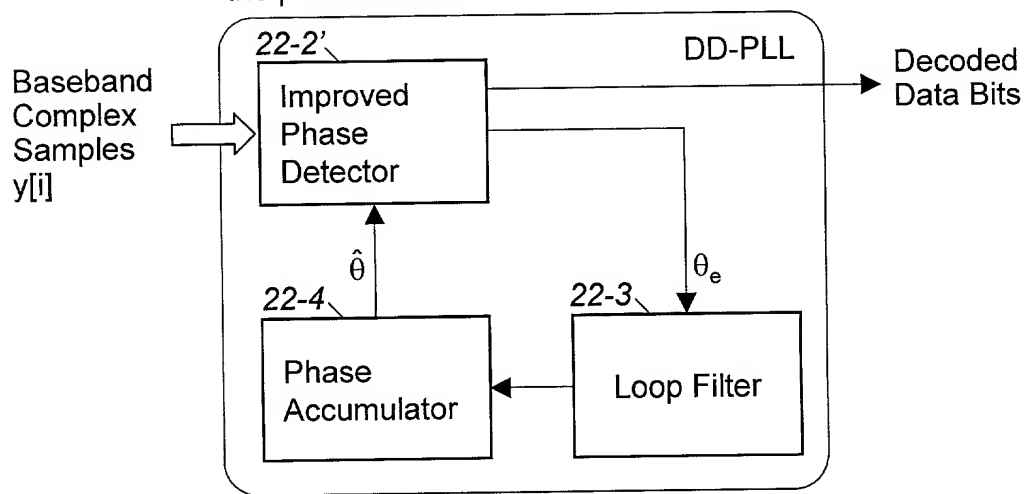 22-2'
DD-PLL
Baseband
Complex
Samples
y[i]
Improved
Phase
Detector
Decoded
Data Bits
θ̂
θe
22-4
22-3
Phase
Accumulator
Loop Filter